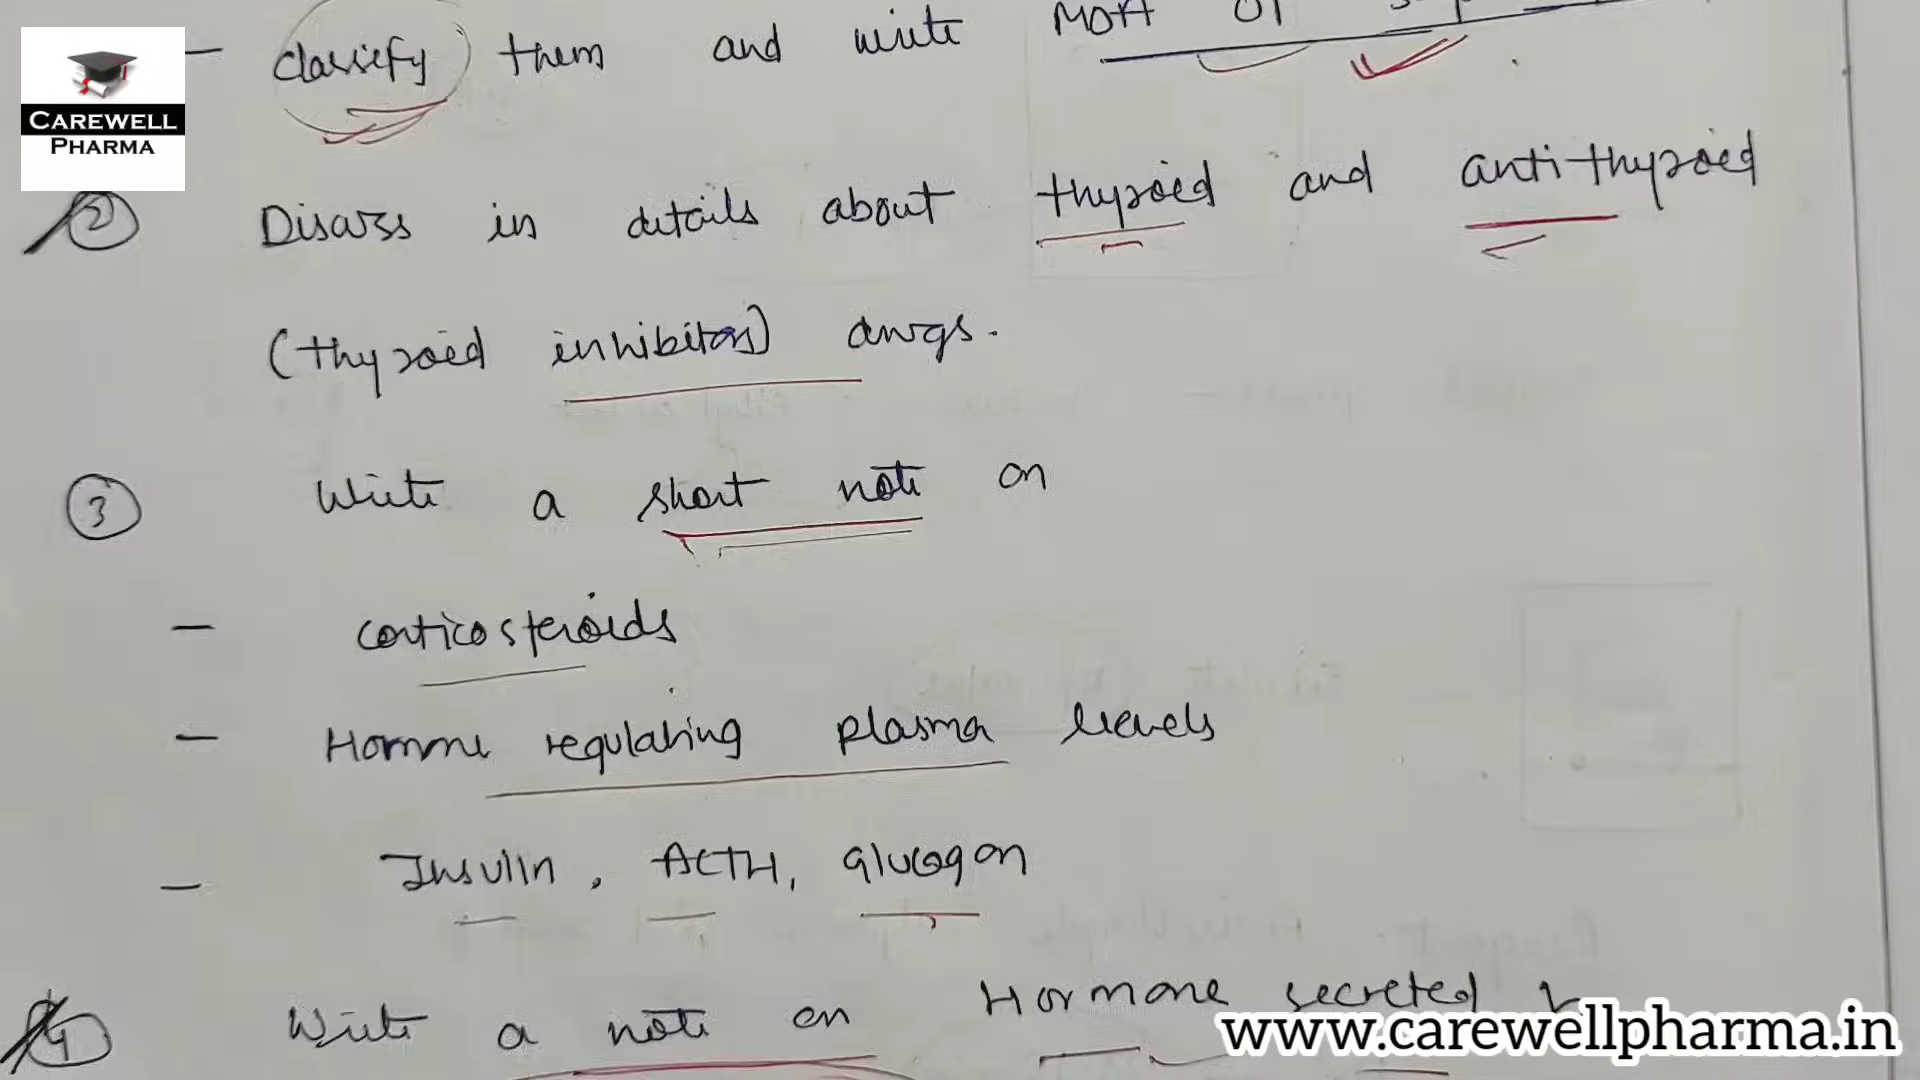 - classify them and write MOA of
CAREWELL
PHARMA
2 Discuss in details about thyroid and antithyroid
(thyroid inhibitors) drugs.
3 Write a short note on
- corticosteroids
- Hormone regulating plasma levels
- Insulin, ACTH, glucagon
4 Write a note on Hormone secreted
www.carewellpharma.in